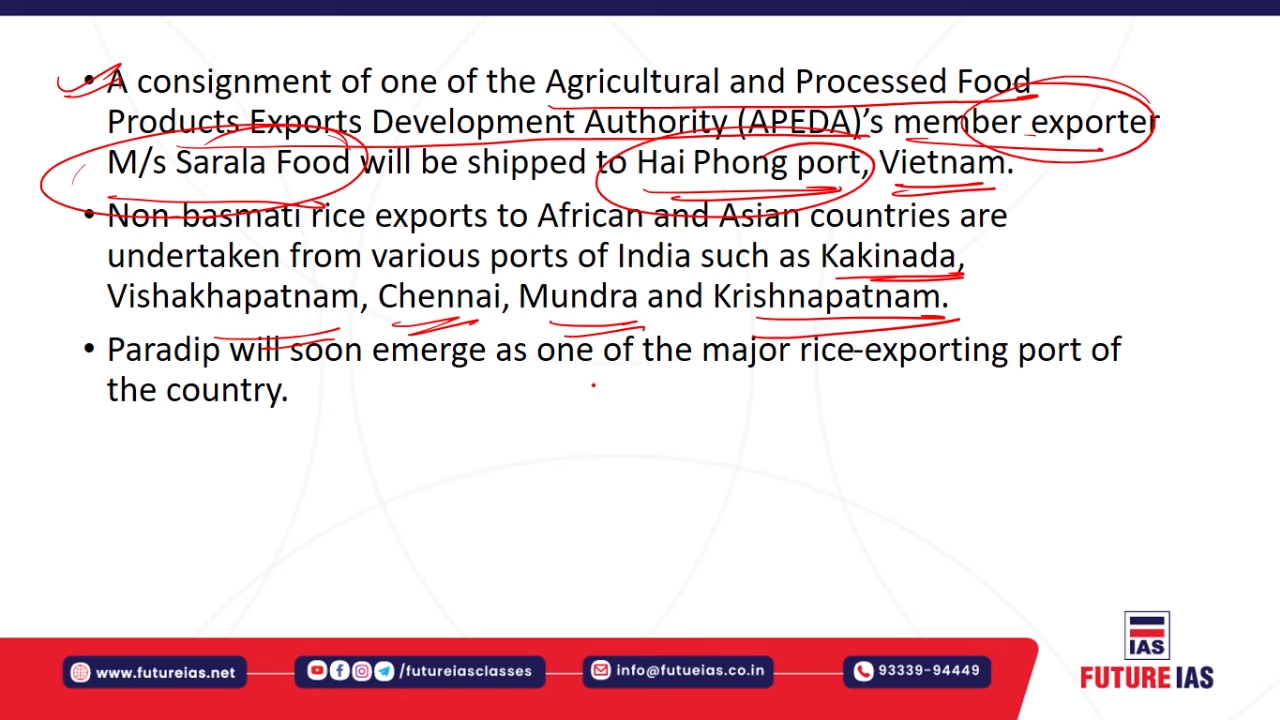 • A consignment of one of the Agricultural and Processed Food
Products Exports Development Authority (APEDA)'s member exporter
M/s Sarala Food will be shipped to Hai Phong port, Vietnam.
• Non-basmati rice exports to African and Asian countries are
undertaken from various ports of India such as Kakinada,
Vishakhapatnam, Chennai, Mundra and Krishnapatnam.
• Paradip will soon emerge as one of the major rice-exporting port of
the country.
IAS
FUTURE IAS
www.futureias.net
/futureiasclasses
info@futueias.co.in
93339-94449